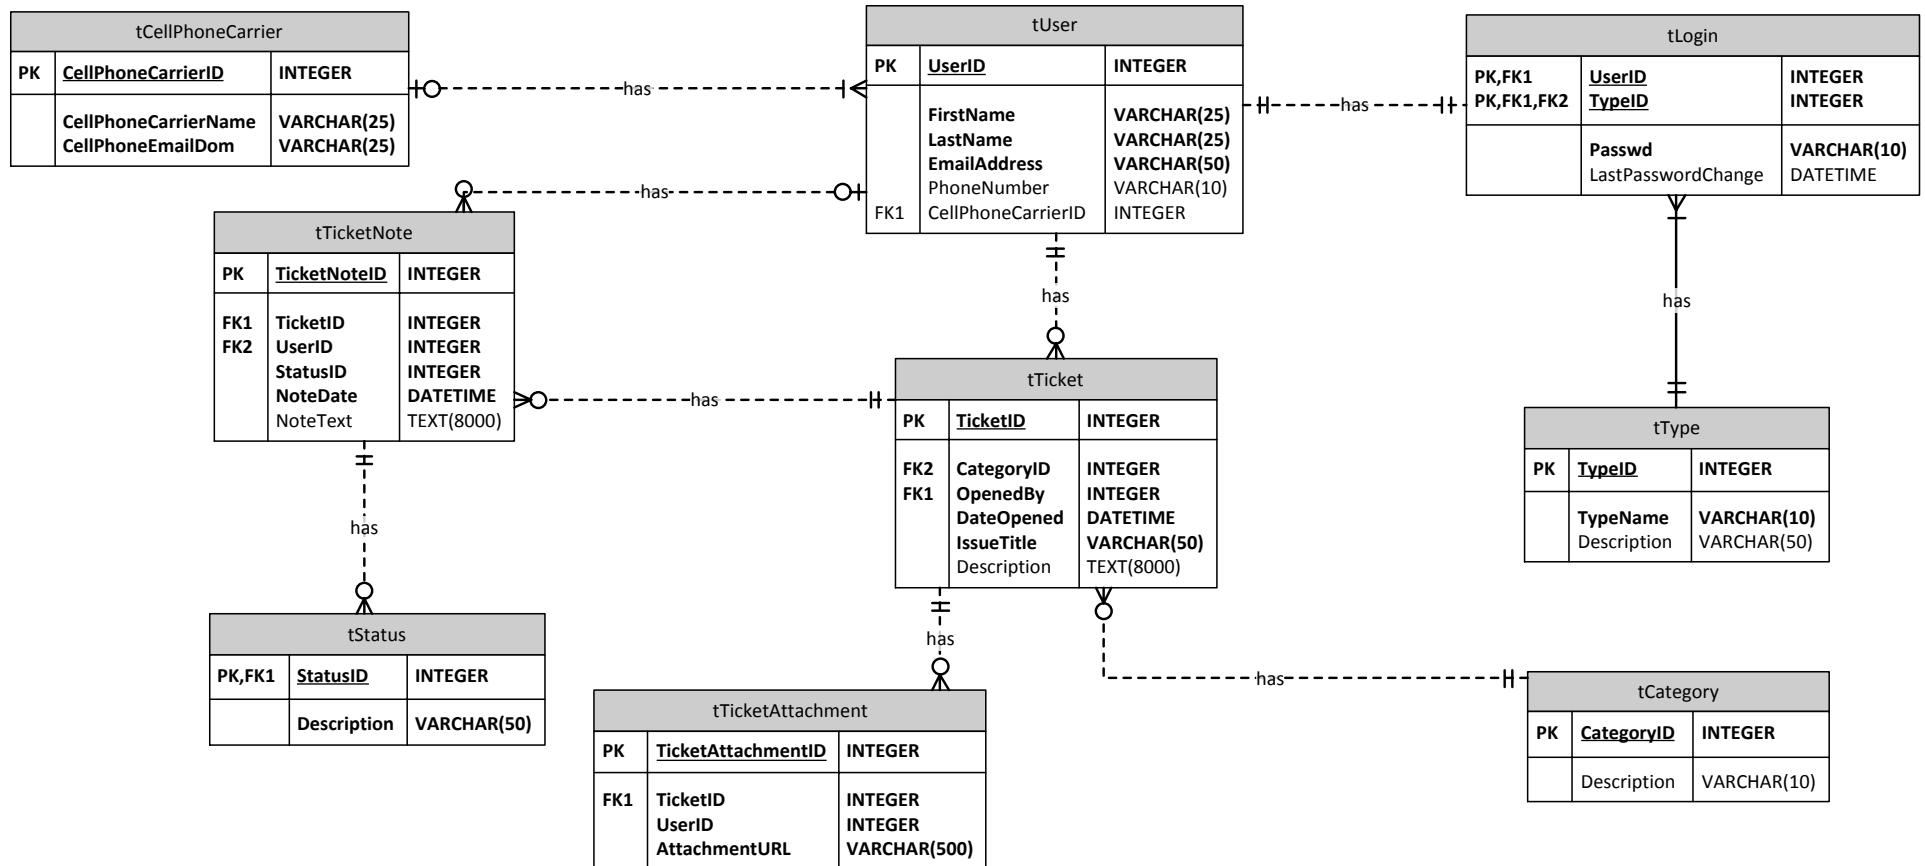 tCellPhoneCarrier
PK CellPhoneCarrierID INTEGER
CellPhoneCarrierName VARCHAR(25)
CellPhoneEmailDom VARCHAR(25)
has
tUser
PK UserID INTEGER
FirstName VARCHAR(25)
LastName VARCHAR(25)
EmailAddress VARCHAR(50)
PhoneNumber VARCHAR(10)
FK1 CellPhoneCarrierID INTEGER
has
tLogin
PK,FK1 UserID INTEGER
PK,FK1,FK2 TypeID INTEGER
Passwd VARCHAR(10)
LastPasswordChange DATETIME
has
tTicketNote
PK TicketNoteID INTEGER
FK1 TicketID INTEGER
FK2 UserID INTEGER
StatusID INTEGER
NoteDate DATETIME
NoteText TEXT(8000)
has
has
has
tTicket
PK TicketID INTEGER
FK2 CategoryID INTEGER
FK1 OpenedBy INTEGER
DateOpened DATETIME
IssueTitle VARCHAR(50)
Description TEXT(8000)
tType
PK TypeID INTEGER
TypeName VARCHAR(10)
Description VARCHAR(50)
has
tStatus
PK,FK1 StatusID INTEGER
Description VARCHAR(50)
has
tTicketAttachment
PK TicketAttachmentID INTEGER
FK1 TicketID INTEGER
UserID INTEGER
AttachmentURL VARCHAR(500)
has
tCategory
PK CategoryID INTEGER
Description VARCHAR(10)